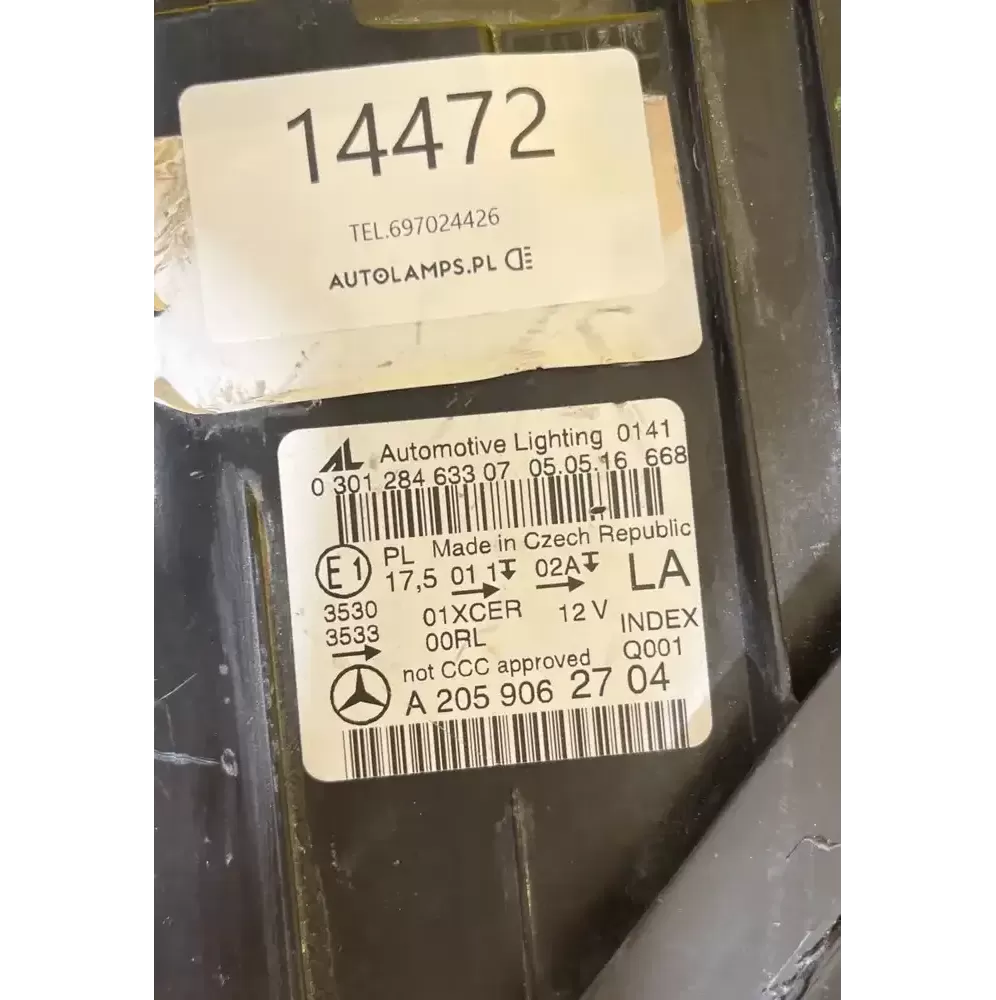 14472
TEL.697024426
AUTOLAMPS.PL
AL Automotive Lighting 0141
0 301 284 633 07 05.05.16 668
Made in Czech Republic
E1 PL 17,5 01 1 02A LA
3530 01XCER 12 V INDEX
3533 00RL Q001
not CCC approved
A 205 906 27 04